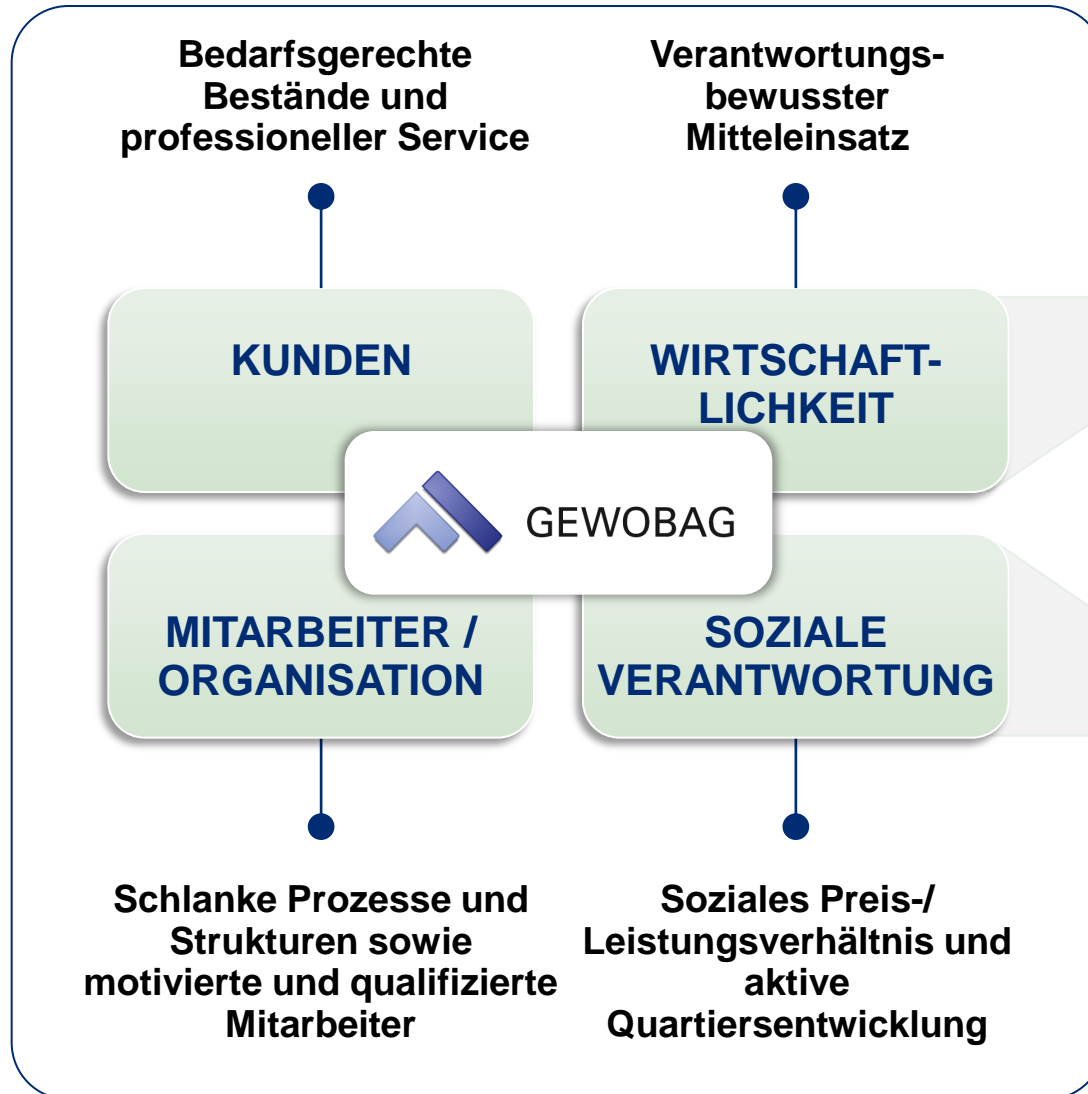 Bedarfsgerechte
Bestände und
professioneller Service
Verantwortungs-
bewusster
Mitteleinsatz
KUNDEN
WIRTSCHAFT-
LICHKEIT
GEWOBAG
MITARBEITER /
ORGANISATION
SOZIALE
VERANTWORTUNG
Schlanke Prozesse und
Strukturen sowie
motivierte und qualifizierte
Mitarbeiter
Soziales Preis-/
Leistungsverhältnis und
aktive
Quartiersentwicklung